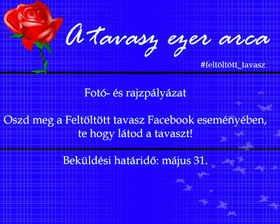 A tavasz ezer arca
#feltöltött_tavasz
Fotó- és rajzpályázat
Oszd meg a Feltöltött tavasz Facebook eseményében,
te hogy látod a tavaszt!
Beküldési határidő: május 31.